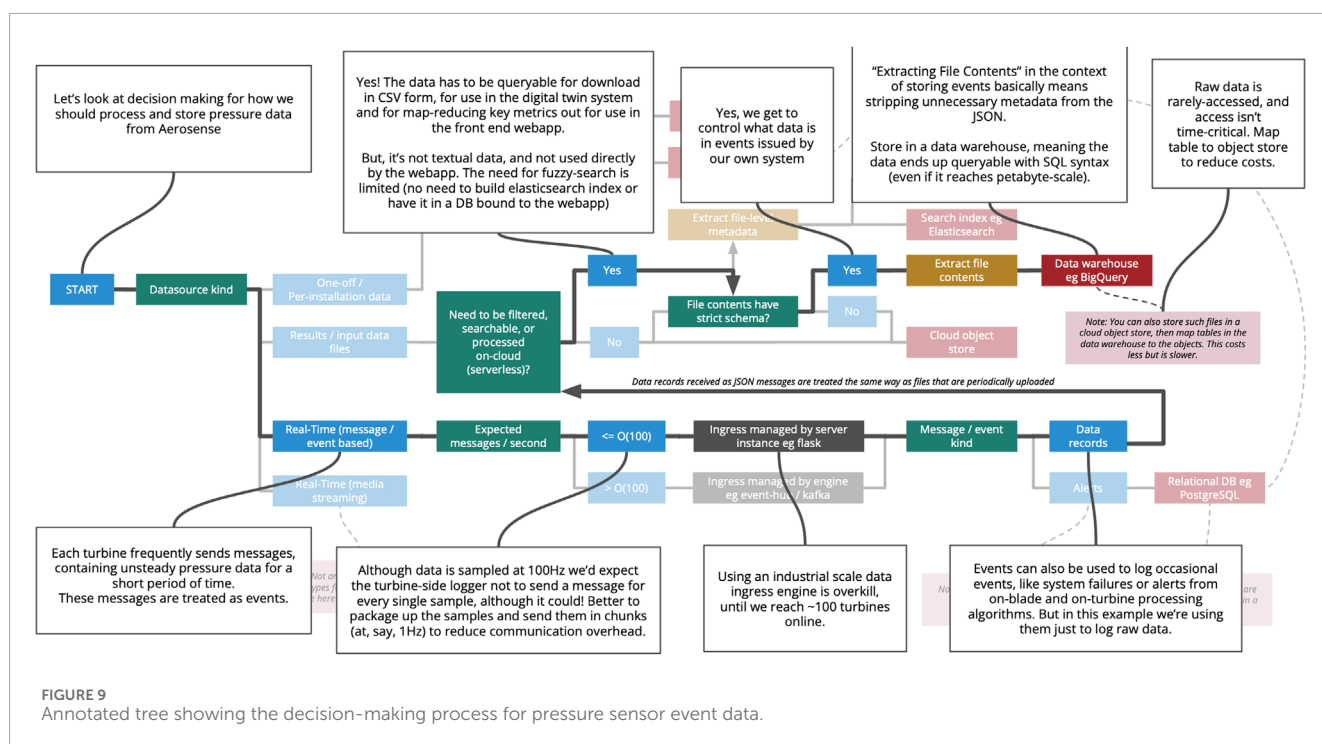 Let's look at decision making for how we
should process and store pressure data
from Aerosense
Yes! The data has to be queryable for download
in CSV form, for use in the digital twin system
and for map-reducing key metrics out for use in
the front end webapp.
But, it's not textual data, and not used directly
by the webapp. The need for fuzzy-search is
limited (no need to build elasticsearch index or
have it in a DB bound to the webapp)
Yes, we get to
control what data is
in events issued by
our own system
“Extracting File Contents” in the context
of storing events basically means
stripping unnecessary metadata from the
JSON.
Store in a data warehouse, meaning the
data ends up queryable with SQL syntax
(even if it reaches petabyte-scale).
Raw data is
rarely-accessed, and
access isn't
time-critical. Map
table to object store
to reduce costs.
Extract file-level
metadata
Search index eg
Elasticsearch
START
Datasource kind
One-off /
Per-installation data
Yes
Yes
Extract file
contents
Data warehouse
eg BigQuery
Results / input data
files
Need to be filtered,
searchable, or
processed
on-cloud
(serverless)?
No
File contents have
strict schema?
No
Cloud object
store
Note: You can also store such files in a
cloud object store, then map tables in the
data warehouse to the objects. This costs
less but is slower.
Data records received as JSON messages are treated the same way as files that are periodically uploaded
Real-Time (message /
event based)
Expected
messages / second
<= O(100)
Ingress managed by server
instance eg flask
Message / event
kind
Data
records
Real-Time (media
streaming)
> O(100)
Ingress managed by engine
eg event-hub / kafka
Alerts
Relational DB eg
PostgreSQL
Each turbine frequently sends messages,
containing unsteady pressure data for a
short period of time.
These messages are treated as events.
Not an
ypes f
e here
Although data is sampled at 100Hz we'd expect
the turbine-side logger not to send a message for
every single sample, although it could! Better to
package up the samples and send them in chunks
(at, say, 1Hz) to reduce communication overhead.
Using an industrial scale data
ingress engine is overkill,
until we reach ~100 turbines
online.
No
Events can also be used to log occasional
events, like system failures or alerts from
on-blade and on-turbine processing
algorithms. But in this example we're using
them just to log raw data.
are
in a
FIGURE 9
Annotated tree showing the decision-making process for pressure sensor event data.